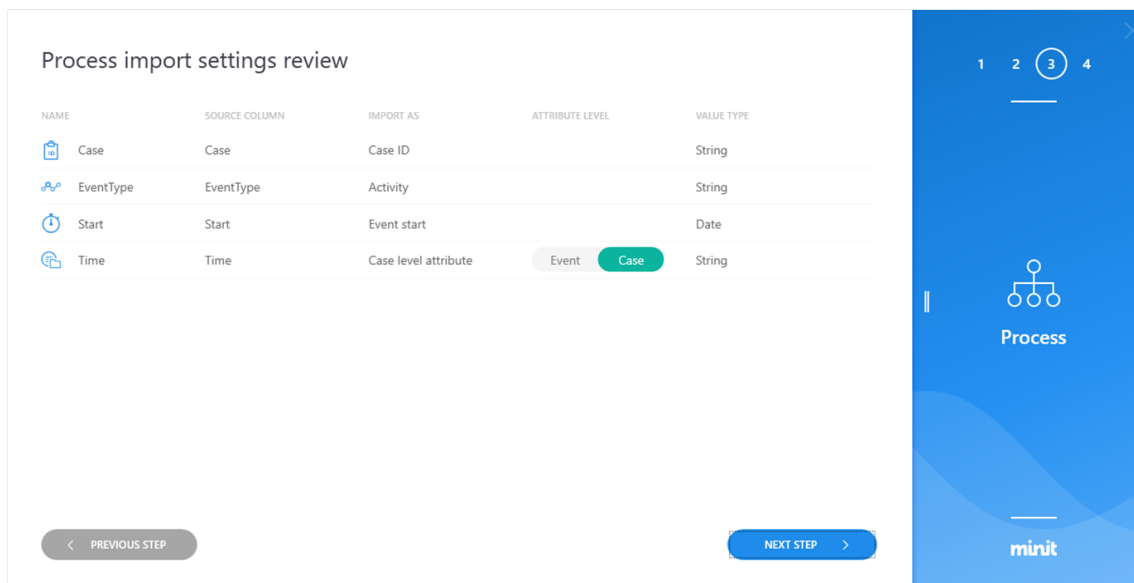 Process import settings review
1 2 3 4
NAME SOURCE COLUMN IMPORT AS ATTRIBUTE LEVEL VALUE TYPE
ID Case Case Case ID String
EventType EventType Activity String
Start Start Event start Date
Time Time Case level attribute Event Case String
Process
PREVIOUS STEP NEXT STEP
minit